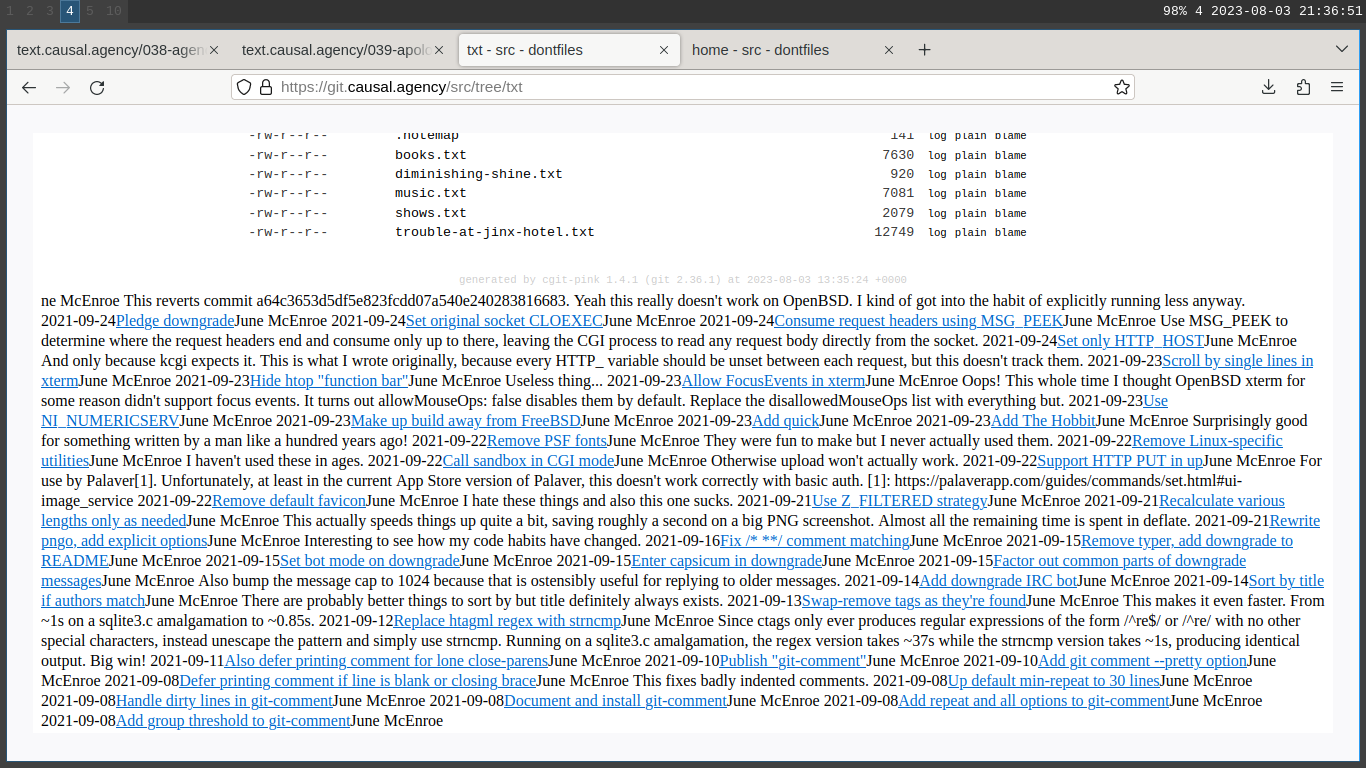 1 2 3 4 5 10 98% 4 2023-08-03 21:36:51
text.causal.agency/038-agen text.causal.agency/039-apolo txt - src - dontfiles home - src - dontfiles
https://git.causal.agency/src/tree/txt
-rw-r--r-- .notemap 141 log plain blame
-rw-r--r-- books.txt 7630 log plain blame
-rw-r--r-- diminishing-shine.txt 920 log plain blame
-rw-r--r-- music.txt 7081 log plain blame
-rw-r--r-- shows.txt 2079 log plain blame
-rw-r--r-- trouble-at-jinx-hotel.txt 12749 log plain blame
generated by cgit-pink 1.4.1 (git 2.36.1) at 2023-08-03 13:35:24 +0000
ne McEnroe This reverts commit a64c3653d5df5e823fcdd07a540e240283816683. Yeah this really doesn't work on OpenBSD. I kind of got into the habit of explicitly running less anyway.
2021-09-24Pledge downgradeJune McEnroe 2021-09-24Set original socket CLOEXECJune McEnroe 2021-09-24Consume request headers using MSG_PEEKJune McEnroe Use MSG_PEEK to
determine where the request headers end and consume only up to there, leaving the CGI process to read any request body directly from the socket. 2021-09-24Set only HTTP_HOSTJune McEnroe
And only because kcgi expects it. This is what I wrote originally, because every HTTP_ variable should be unset between each request, but this doesn't track them. 2021-09-23Scroll by single lines in
xtermJune McEnroe 2021-09-23Hide htop "function bar"June McEnroe Useless thing... 2021-09-23Allow FocusEvents in xtermJune McEnroe Oops! This whole time I thought OpenBSD xterm for
some reason didn't support focus events. It turns out allowMouseOps: false disables them by default. Replace the disallowedMouseOps list with everything but. 2021-09-23Use
NI_NUMERICSERVJune McEnroe 2021-09-23Make up build away from FreeBSDJune McEnroe 2021-09-23Add quickJune McEnroe 2021-09-23Add The HobbitJune McEnroe Surprisingly good
for something written by a man like a hundred years ago! 2021-09-22Remove PSF fontsJune McEnroe They were fun to make but I never actually used them. 2021-09-22Remove Linux-specific
utilitiesJune McEnroe I haven't used these in ages. 2021-09-22Call sandbox in CGI modeJune McEnroe Otherwise upload won't actually work. 2021-09-22Support HTTP PUT in upJune McEnroe For
use by Palaver[1]. Unfortunately, at least in the current App Store version of Palaver, this doesn't work correctly with basic auth. [1]: https://palaverapp.com/guides/commands/set.html#ui-
image_service 2021-09-22Remove default faviconJune McEnroe I hate these things and also this one sucks. 2021-09-21Use Z_FILTERED strategyJune McEnroe 2021-09-21Recalculate various
lengths only as neededJune McEnroe This actually speeds things up quite a bit, saving roughly a second on a big PNG screenshot. Almost all the remaining time is spent in deflate. 2021-09-21Rewrite
pngo, add explicit optionsJune McEnroe Interesting to see how my code habits have changed. 2021-09-16Fix /* **/ comment matchingJune McEnroe 2021-09-15Remove typer, add downgrade to
READMEJune McEnroe 2021-09-15Set bot mode on downgradeJune McEnroe 2021-09-15Enter capsicum in downgradeJune McEnroe 2021-09-15Factor out common parts of downgrade
messagesJune McEnroe Also bump the message cap to 1024 because that is ostensibly useful for replying to older messages. 2021-09-14Add downgrade IRC botJune McEnroe 2021-09-14Sort by title
if authors matchJune McEnroe There are probably better things to sort by but title definitely always exists. 2021-09-13Swap-remove tags as they're foundJune McEnroe This makes it even faster. From
~1s on a sqlite3.c amalgamation to ~0.85s. 2021-09-12Replace htagml regex with strncmpJune McEnroe Since ctags only ever produces regular expressions of the form /^re$/ or /^re/ with no other
special characters, instead unescape the pattern and simply use strncmp. Running on a sqlite3.c amalgamation, the regex version takes ~37s while the strncmp version takes ~1s, producing identical
output. Big win! 2021-09-11Also defer printing comment for lone close-parensJune McEnroe 2021-09-10Publish "git-comment"June McEnroe 2021-09-10Add git comment --pretty optionJune
McEnroe 2021-09-08Defer printing comment if line is blank or closing braceJune McEnroe This fixes badly indented comments. 2021-09-08Up default min-repeat to 30 linesJune McEnroe
2021-09-08Handle dirty lines in git-commentJune McEnroe 2021-09-08Document and install git-commentJune McEnroe 2021-09-08Add repeat and all options to git-commentJune McEnroe
2021-09-08Add group threshold to git-commentJune McEnroe